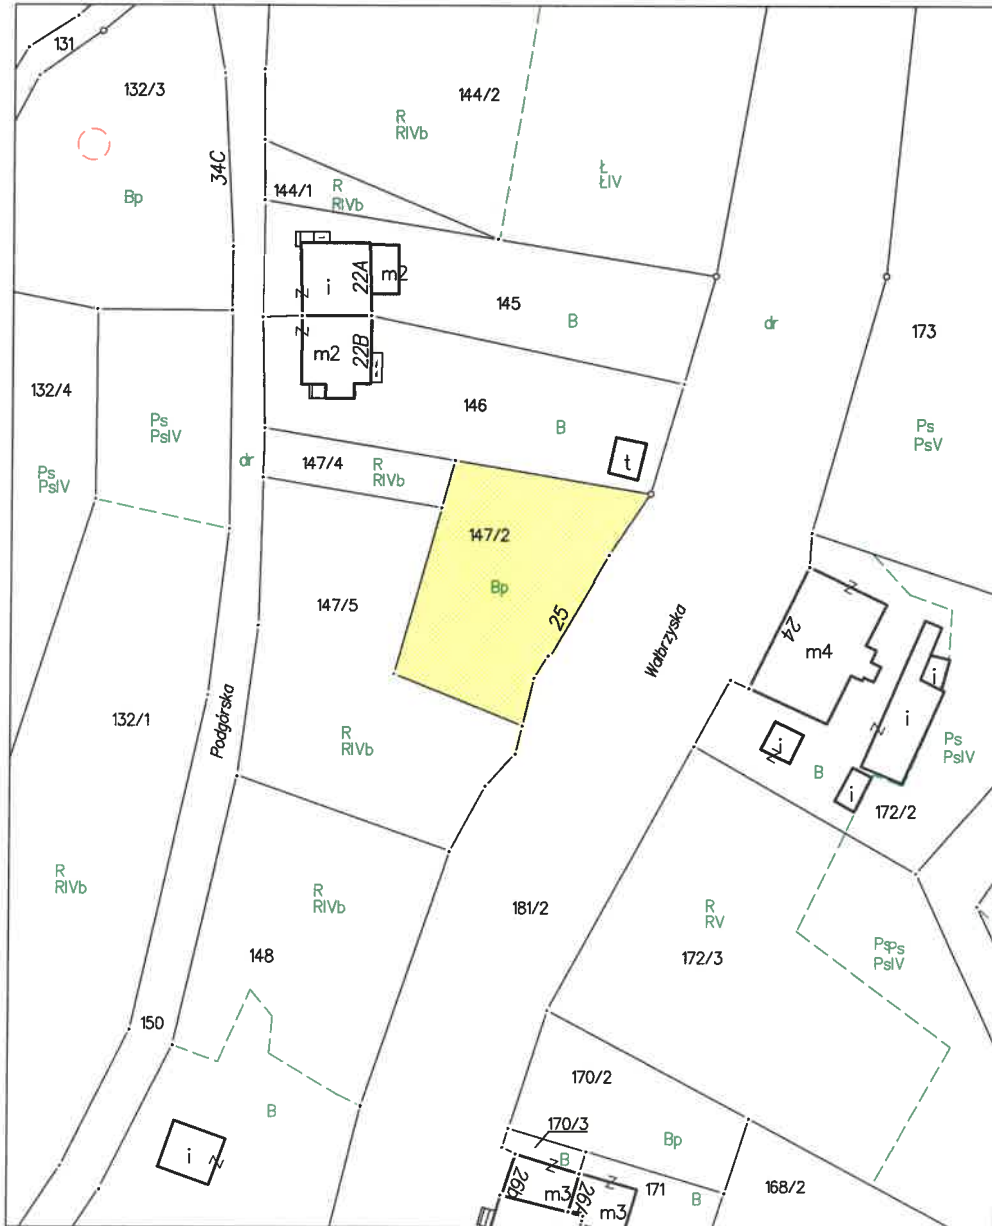 131
132/3
34C
Bp
144/2
R
RIVb
Ł
ŁIV
144/1
R
RIVb
22A
m2
i
145
B
dr
173
22B
m2
132/4
Ps
PsIV
Ps
PsIV
146
B
Ps
PsV
dr
147/4
R
RIVb
t
147/2
Bp
147/5
25
Wałbrzyska
24
m4
i
i
132/1
Podgórska
R
RIVb
i
B
Ps
PsIV
i
172/2
R
RIVb
R
RIVb
181/2
R
RV
172/3
PsPs
PsIV
148
150
B
170/2
170/3
Bp
i
B
26b
m3
26A
m3
171
B
168/2